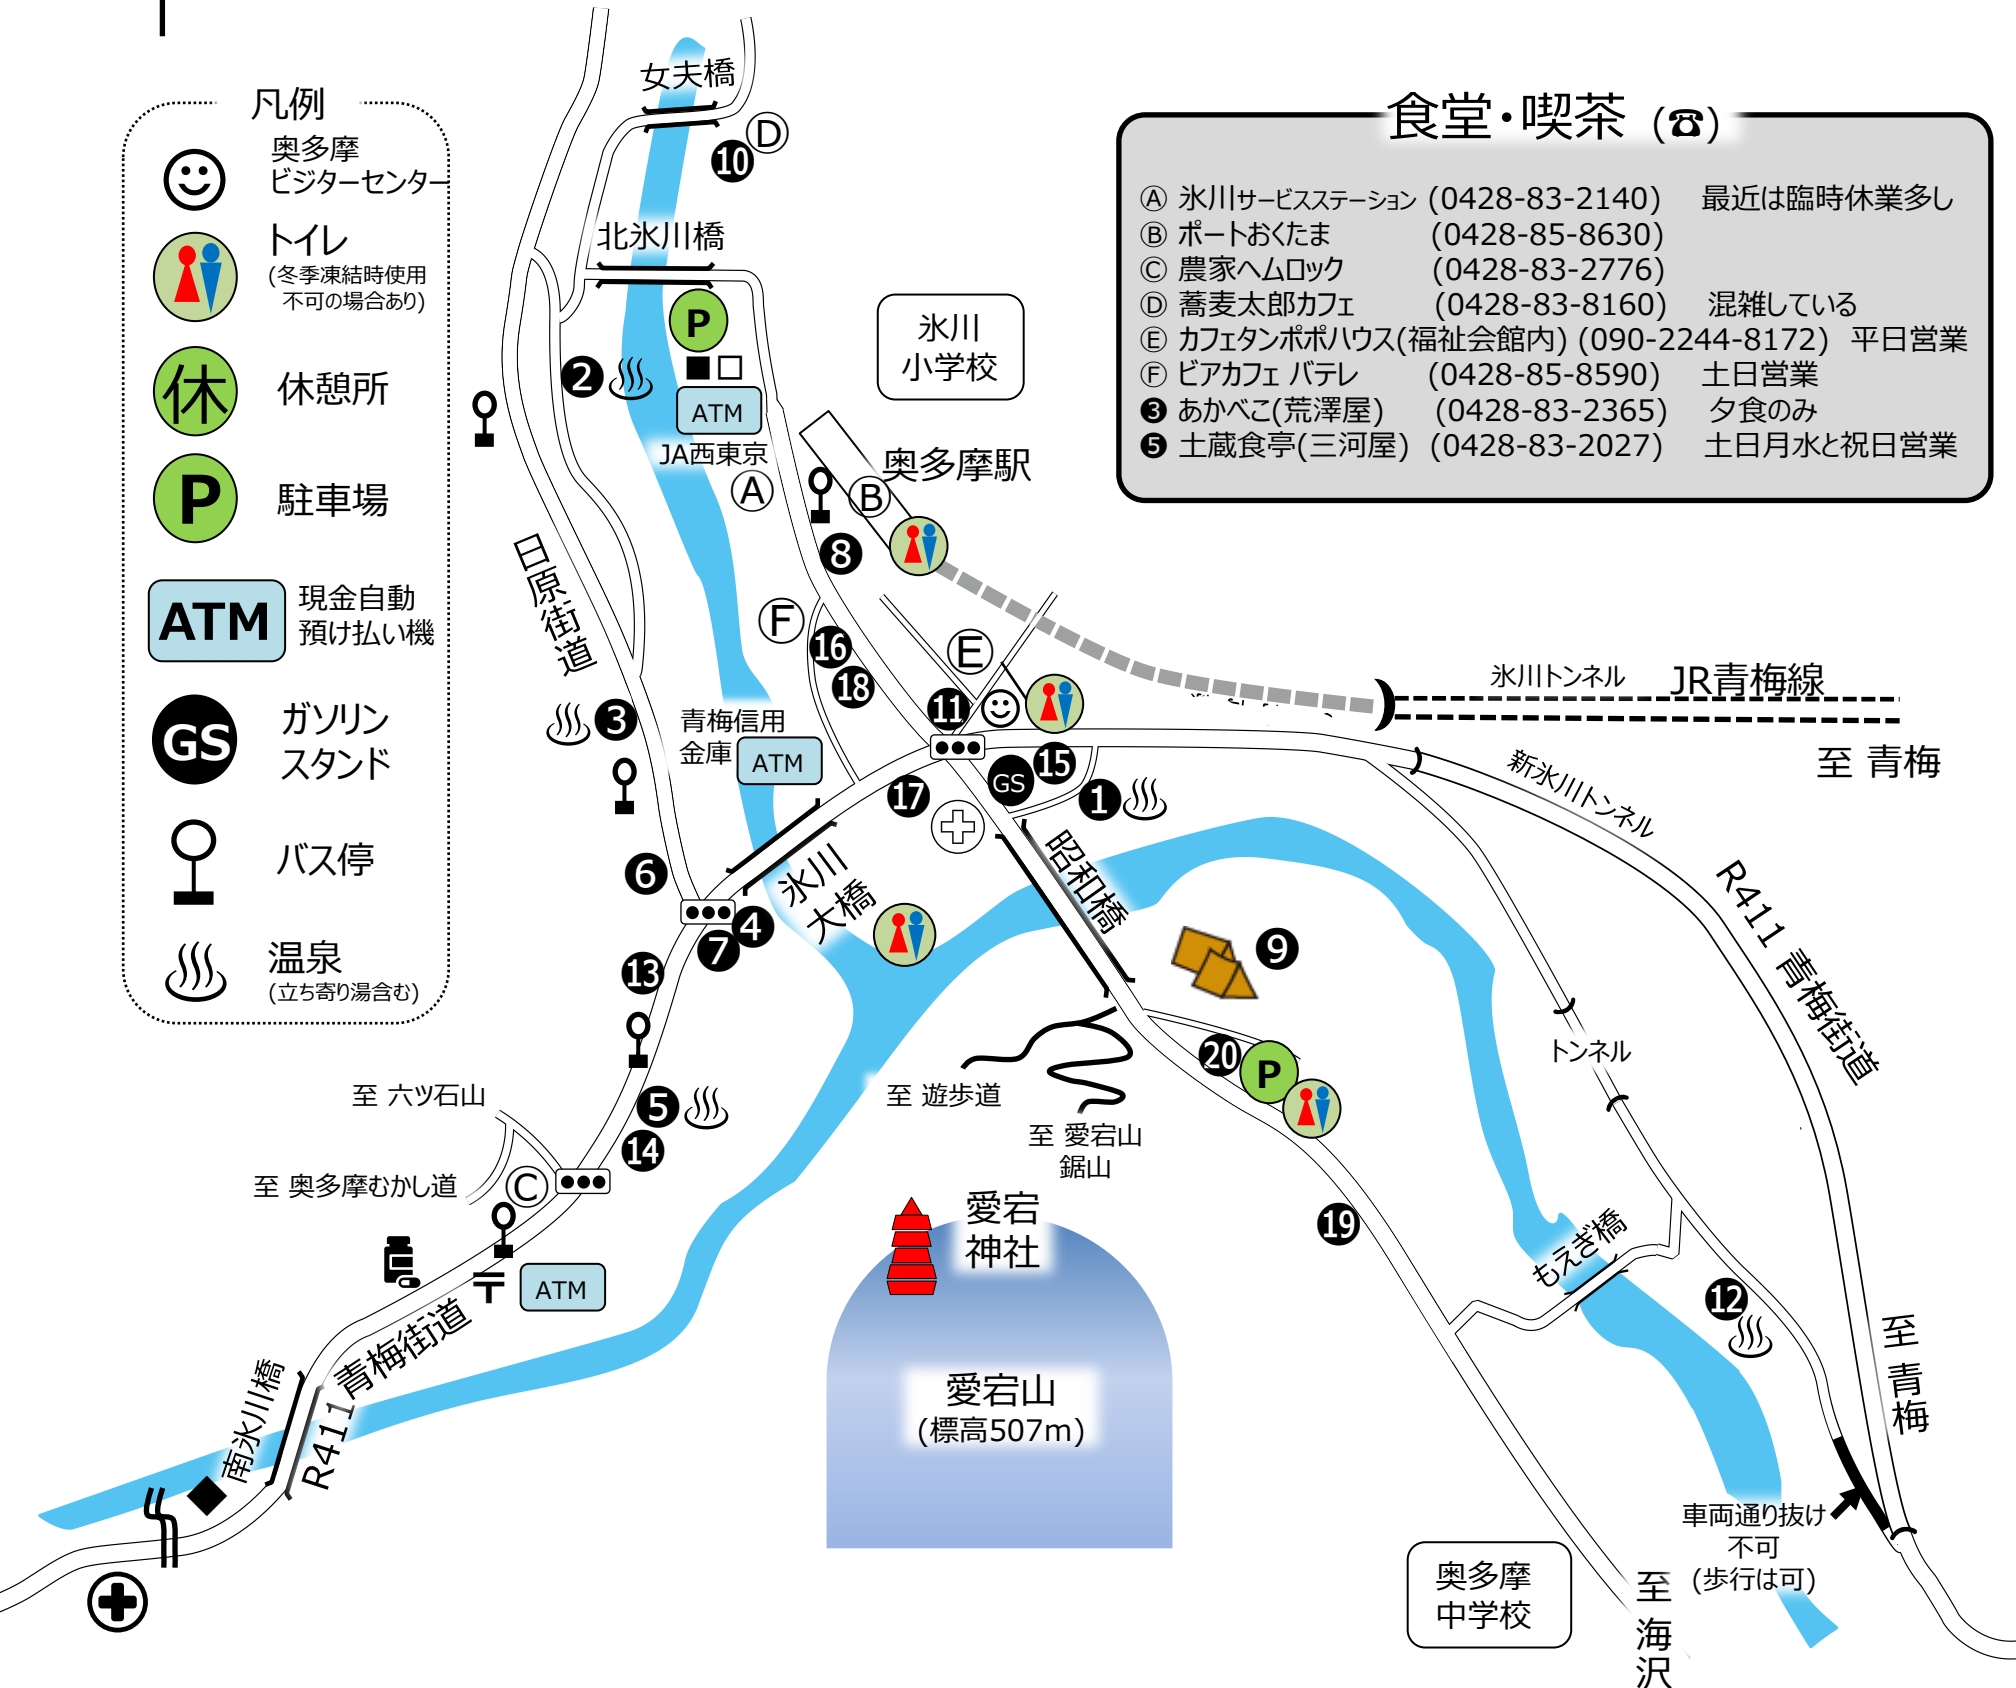 凡例
奥多摩
ビジターセンター
トイレ
(冬季凍結時使用
不可の場合あり)
休
休憩所
P
駐車場
ATM
現金自動
預け払い機
GS
ガソリン
スタンド
バス停
温泉
(立ち寄り湯含む)
食堂・喫茶 (☎)
Ⓐ 氷川サービスステーション (0428-83-2140) 最近は臨時休業多し
Ⓑ ポートおくたま (0428-85-8630)
Ⓒ 農家ヘムロック (0428-83-2776)
Ⓓ 蕎麦太郎カフェ (0428-83-8160) 混雑している
Ⓔ カフェタンポポハウス(福祉会館内) (090-2244-8172) 平日営業
Ⓕ ビアカフェ バテレ (0428-85-8590) 土日営業
❸ あかべこ(荒澤屋) (0428-83-2365) 夕食のみ
❺ 土蔵食亭(三河屋) (0428-83-2027) 土日月水と祝日営業
女夫橋
Ⓓ
❿
北氷川橋
P
❷
ATM
JA西東京
Ⓐ
氷川
小学校
奥多摩駅
Ⓑ
❽
日原街道
Ⓕ
⓰
⓲
Ⓔ
⓫
氷川トンネル
JR青梅線
至 青梅
❸
青梅信用
金庫
ATM
⓱
GS
⓯
❶
新氷川トンネル
R411 青梅街道
❻
❹
❼
氷川
大橋
昭和橋
❾
⓭
⓴
P
トンネル
至 六ツ石山
❺
⓮
至 遊歩道
至 愛宕山
鋸山
至 奥多摩むかし道
Ⓒ
愛宕
神社
⓳
もえぎ橋
⓬
〒
ATM
R411 青梅街道
南氷川橋
愛宕山
(標高507m)
至 青梅
車両通り抜け
不可
(歩行は可)
奥多摩
中学校
至 海沢